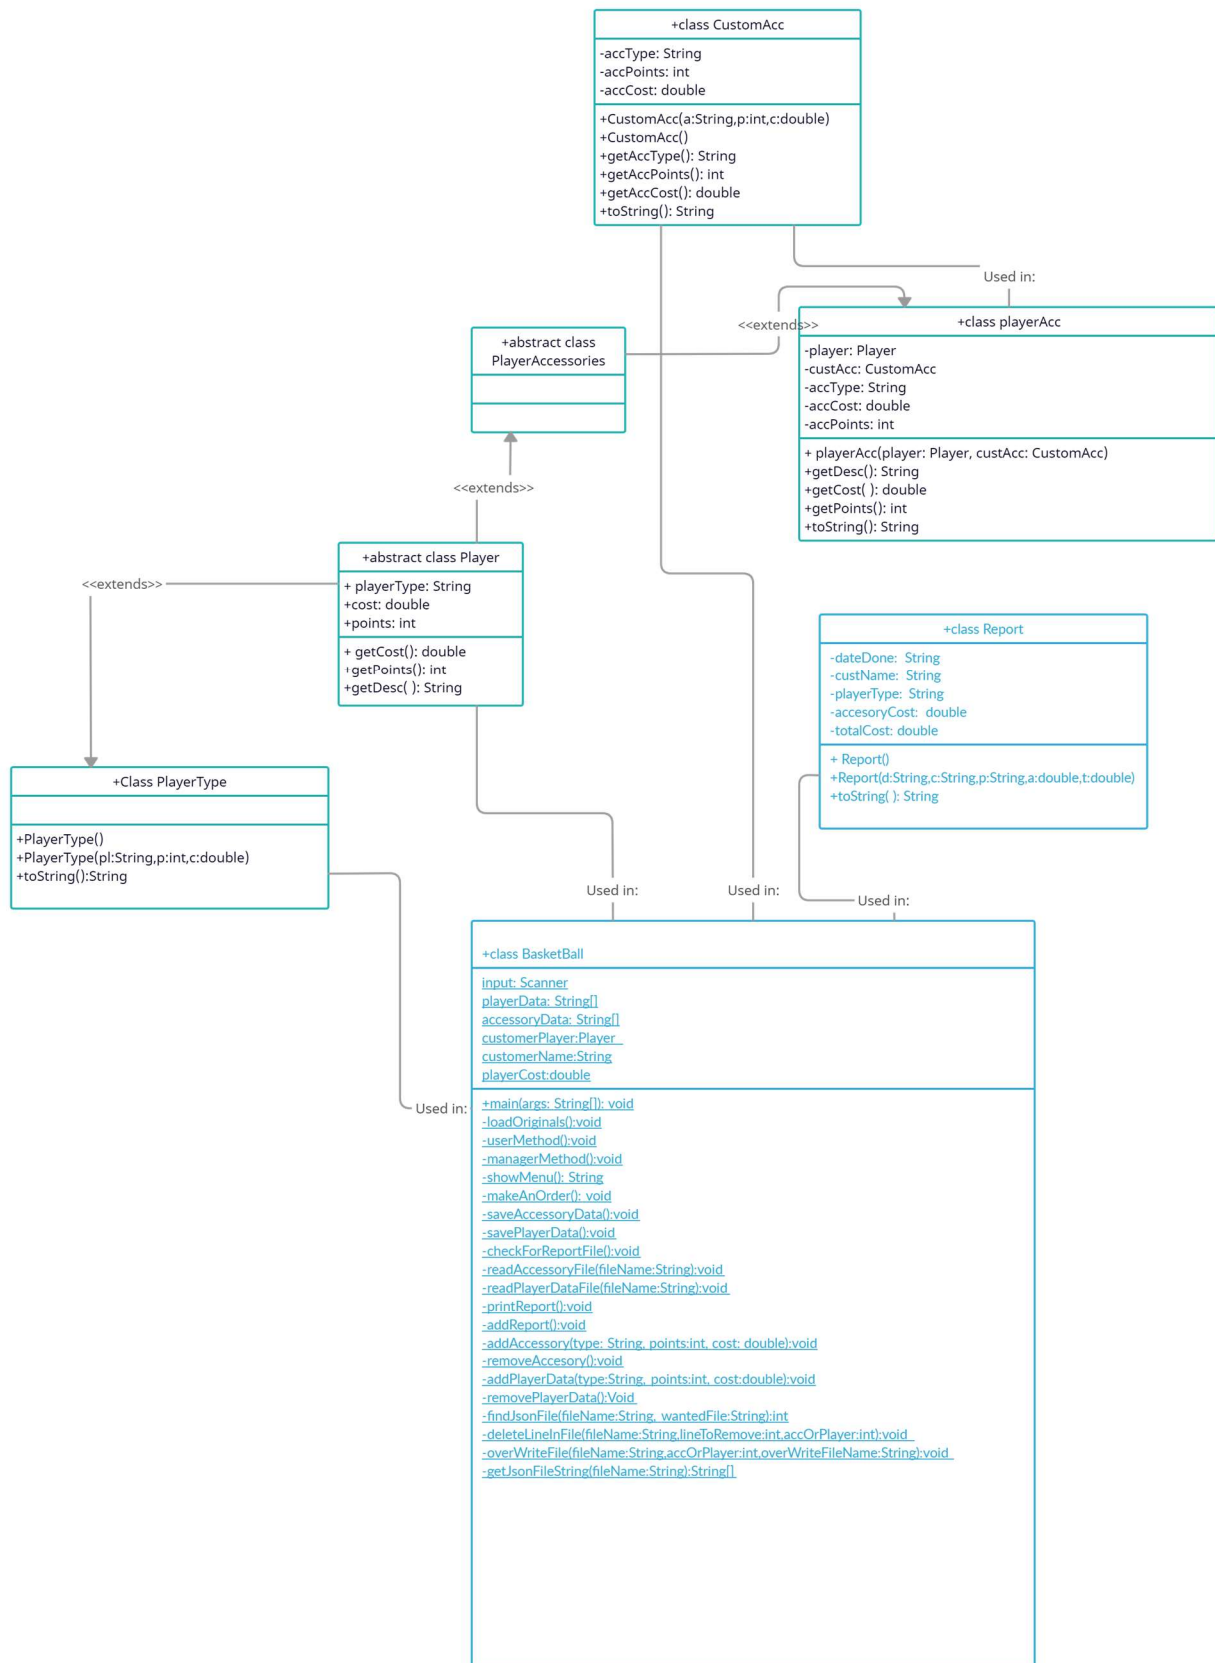 +class CustomAcc
-accType: String
-accPoints: int
-accCost: double
+CustomAcc(a:String,p:int,c:double)
+CustomAcc()
+getAccType(): String
+getAccPoints(): int
+getAccCost(): double
+toString(): String
Used in:
<<extends>>
+class playerAcc
-player: Player
-custAcc: CustomAcc
-accType: String
-accCost: double
-accPoints: int
+ playerAcc(player: Player, custAcc: CustomAcc)
+getDesc(): String
+getCost( ): double
+getPoints(): int
+toString(): String
+abstract class
PlayerAccessories
<<extends>>
+abstract class Player
+ playerType: String
+cost: double
+points: int
+ getCost(): double
+getPoints(): int
+getDesc( ): String
<<extends>>
+class Report
-dateDone: String
-custName: String
-playerType: String
-accesoryCost: double
-totalCost: double
+ Report()
+Report(d:String,c:String,p:String,a:double,t:double)
+toString( ): String
+Class PlayerType
+PlayerType()
+PlayerType(pl:String,p:int,c:double)
+toString():String
Used in:
Used in:
Used in:
Used in:
+class BasketBall
input: Scanner
playerData: String[]
accessoryData: String[]
customerPlayer:Player
customerName:String
playerCost:double
+main(args: String[]): void
-loadOriginals():void
-userMethod():void
-managerMethod():void
-showMenu(): String
-makeAnOrder(): void
-saveAccessoryData():void
-savePlayerData():void
-checkForReportFile():void
-readAccessoryFile(fileName:String):void
-readPlayerDataFile(fileName:String):void
-printReport():void
-addReport():void
-addAccessory(type: String, points:int, cost: double):void
-removeAccesory():void
-addPlayerData(type:String, points:int, cost:double):void
-removePlayerData():Void
-findJsonFile(fileName:String, wantedFile:String):int
-deleteLineInFile(fileName:String,lineToRemove:int,accOrPlayer:int):void
-overWriteFile(fileName:String,accOrPlayer:int,overWriteFileName:String):void
-getJsonFileString(fileName:String):String[]